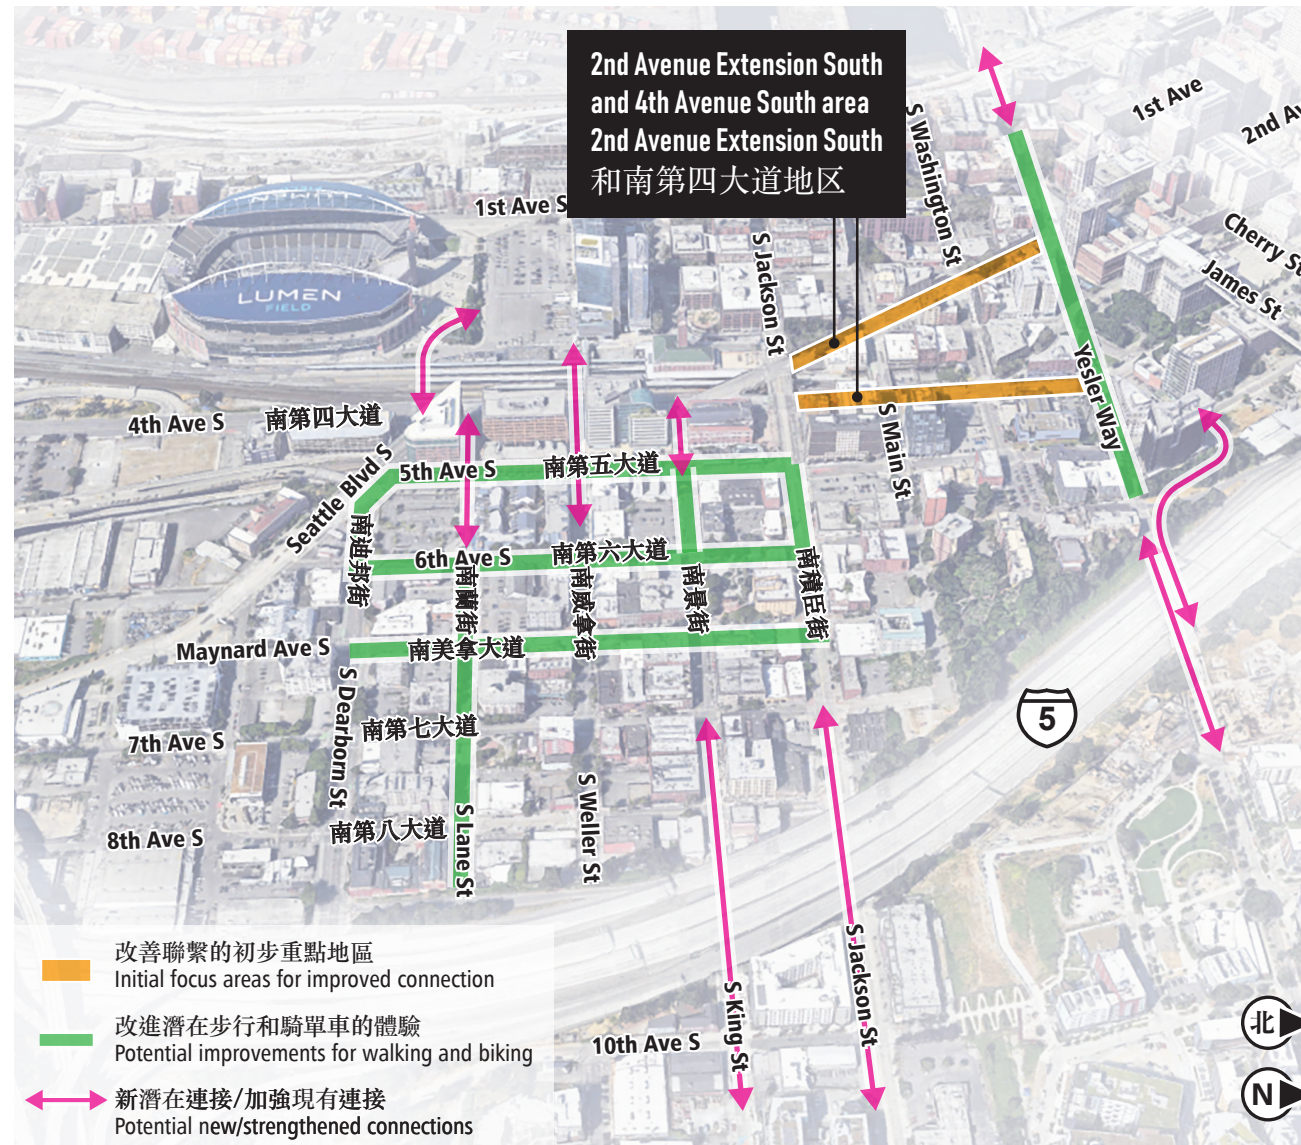 2nd Avenue Extension South
and 4th Avenue South area
2nd Avenue Extension South
和南第四大道地区
1st Ave
2nd Av
S Washington St
1st Ave S
Cherry St
James St
S Jackson St
LUMEN
FIELD
Yesler Way
4th Ave S
南第四大道
S Main St
Seattle Blvd S
5th Ave S
南第五大道
南迪邦街
6th Ave S
南第六大道
南蘭街
南威拿街
南景街
南積臣街
Maynard Ave S
南美拿大道
S Dearborn St
南第七大道
7th Ave S
5
S Weller St
S Lane St
南第八大道
8th Ave S
S King St
S Jackson St
10th Ave S
改善聯繫的初步重點地區
Initial focus areas for improved connection
改進潛在步行和騎單車的體驗
Potential improvements for walking and biking
新潛在連接/加強現有連接
Potential new/strengthened connections
北
N